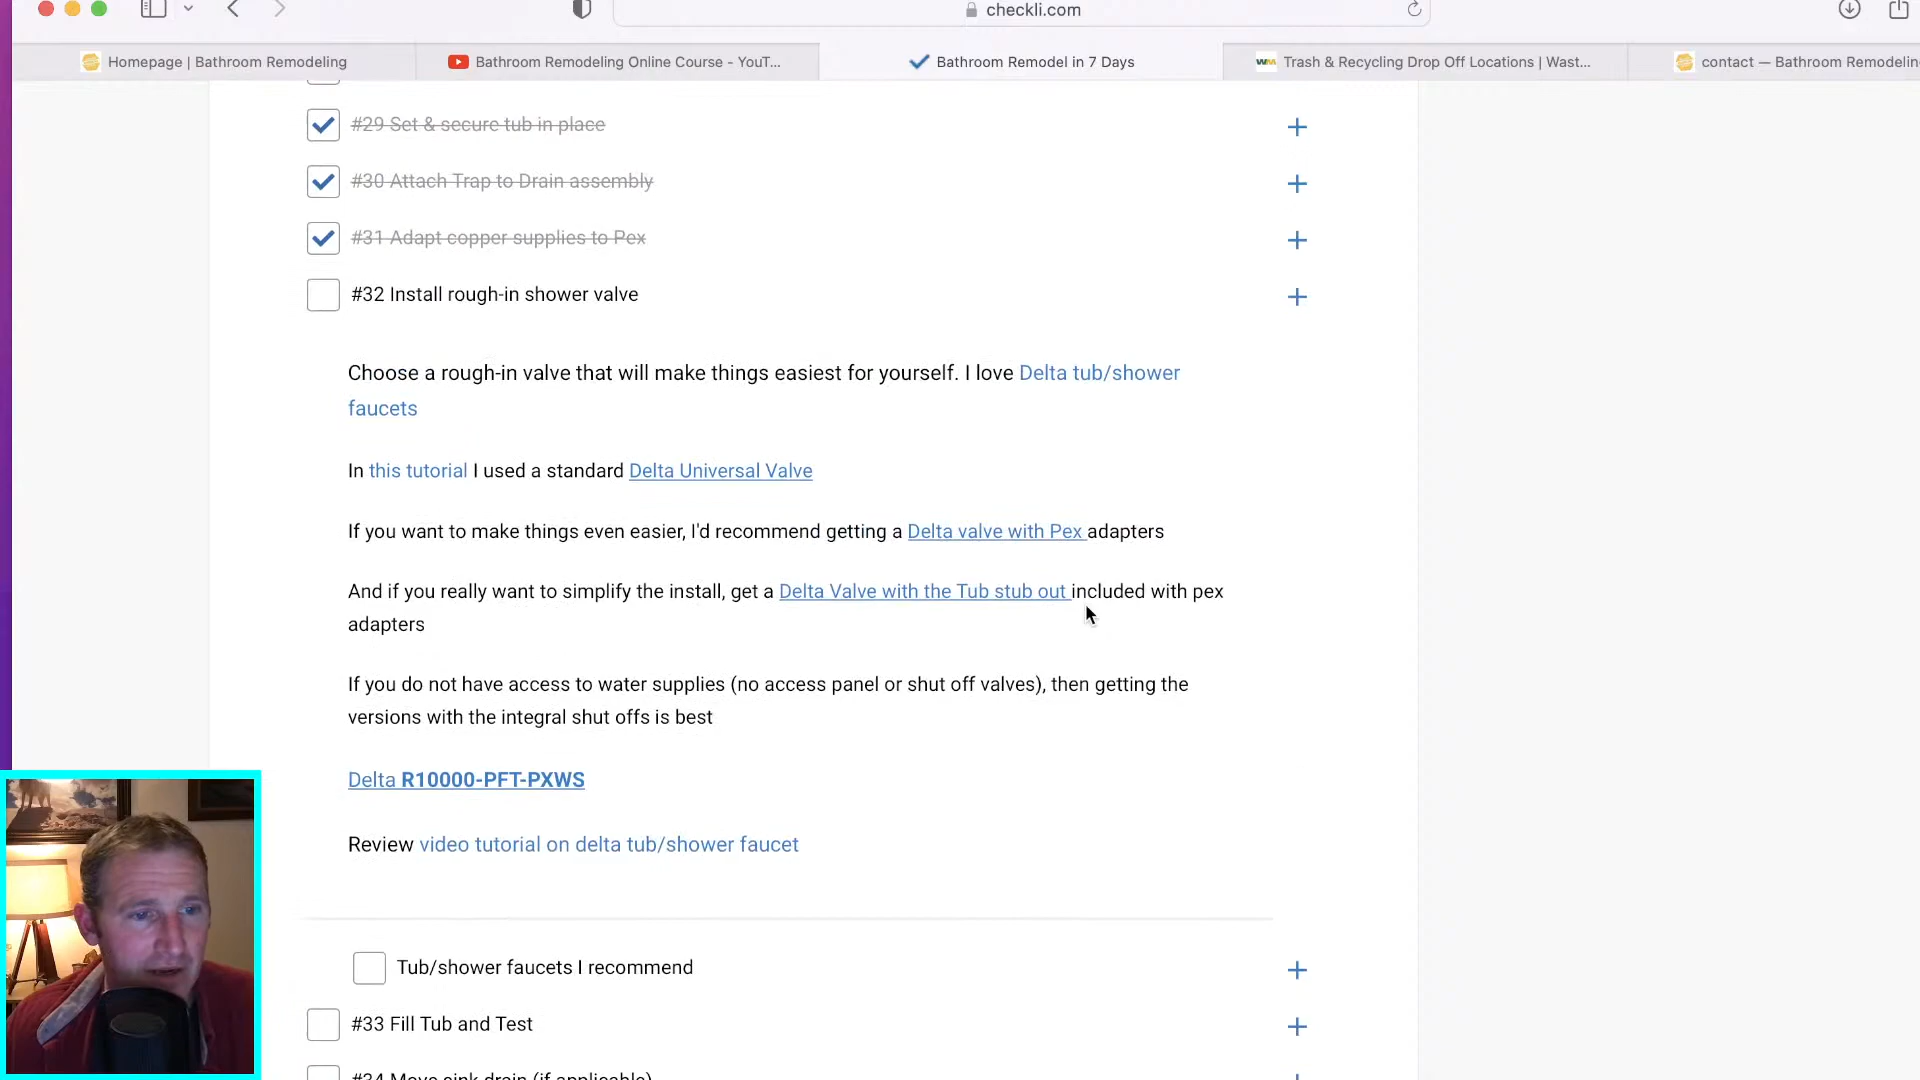 checkli.com
Homepage | Bathroom Remodeling
Bathroom Remodeling Online Course - YouT...
Bathroom Remodel in 7 Days
WM
Trash & Recycling Drop Off Locations | Wast...
contact — Bathroom Remodelin
#29 Set & secure tub in place
#30 Attach Trap to Drain assembly
#31 Adapt copper supplies to Pex
#32 Install rough-in shower valve
Choose a rough-in valve that will make things easiest for yourself. I love Delta tub/shower
faucets
In this tutorial I used a standard Delta Universal Valve
If you want to make things even easier, I'd recommend getting a Delta valve with Pex adapters
And if you really want to simplify the install, get a Delta Valve with the Tub stub out included with pex
adapters
If you do not have access to water supplies (no access panel or shut off valves), then getting the
versions with the integral shut offs is best
Delta R10000-PFT-PXWS
Review video tutorial on delta tub/shower faucet
Tub/shower faucets I recommend
#33 Fill Tub and Test
#34 Move sink drain (if applicable)